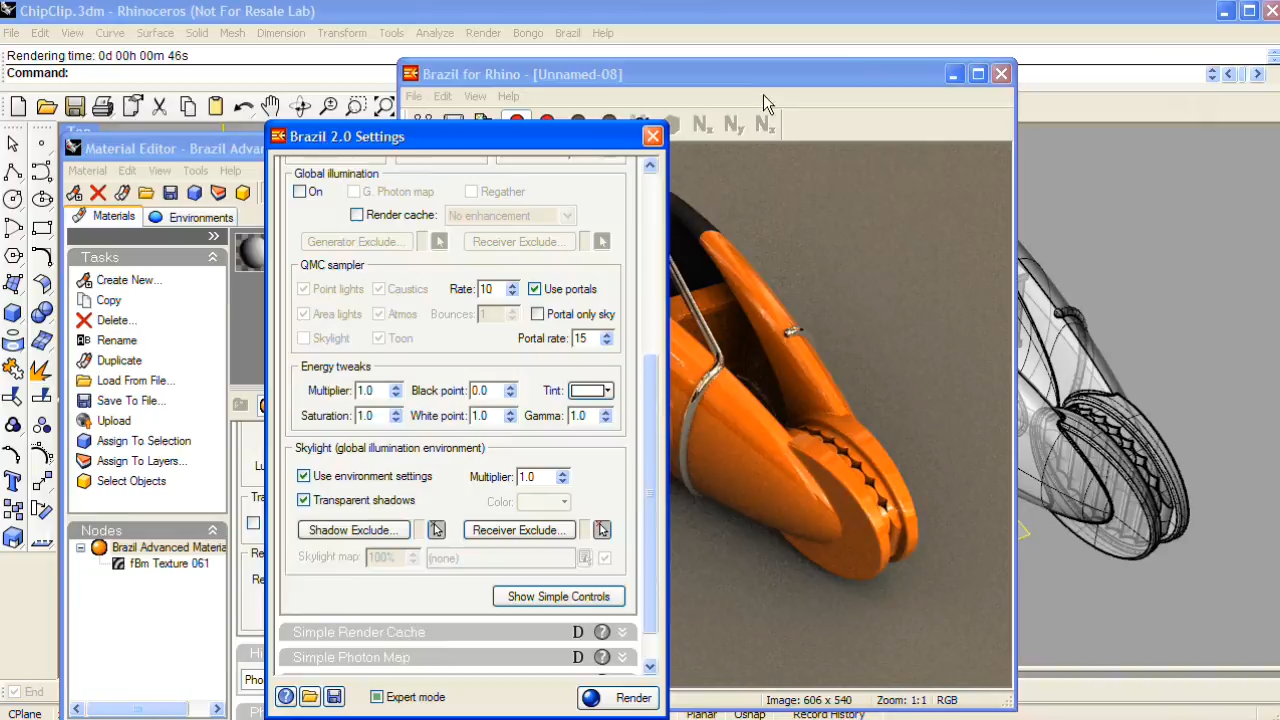 ChipClip.3dm - Rhinoceros (Not For Resale Lab)
File Edit View Curve Surface Solid Mesh Dimension Transform Tools Analyze Render Bongo Brazil Help
Rendering time: 0d 00h 00m 46s
Command:
Brazil for Rhino - [Unnamed-08]
File Edit View Help
Nx Ny Nx
Material Editor - Brazil Adva
Material Edit View Tools Help
Materials Environments
Tasks
Create New...
Copy
Delete...
Rename
Duplicate
Load From File...
Save To File...
Upload
Assign To Selection
Assign To Layers...
Select Objects
Nodes
Brazil Advanced Materia
fBm Texture 061
Brazil 2.0 Settings
Global illumination
On G. Photon map Regather
Render cache: No enhancement
Generator Exclude... Receiver Exclude...
QMC sampler
Point lights Caustics Rate: 10 Use portals
Area lights Atmos Bounces: 1 Portal only sky
Skylight Toon Portal rate: 15
Energy tweaks
Multiplier: 1.0 Black point: 0.0 Tint:
Saturation: 1.0 White point: 1.0 Gamma: 1.0
Skylight (global illumination environment)
Use environment settings Multiplier: 1.0
Transparent shadows Color:
Shadow Exclude... Receiver Exclude...
Skylight map: 100% (none)
Show Simple Controls
Simple Render Cache D
Simple Photon Map D
Expert mode Render
Image: 606 x 540 Zoom: 1:1 RGB
End
CPlane
Planar Osnap Record History